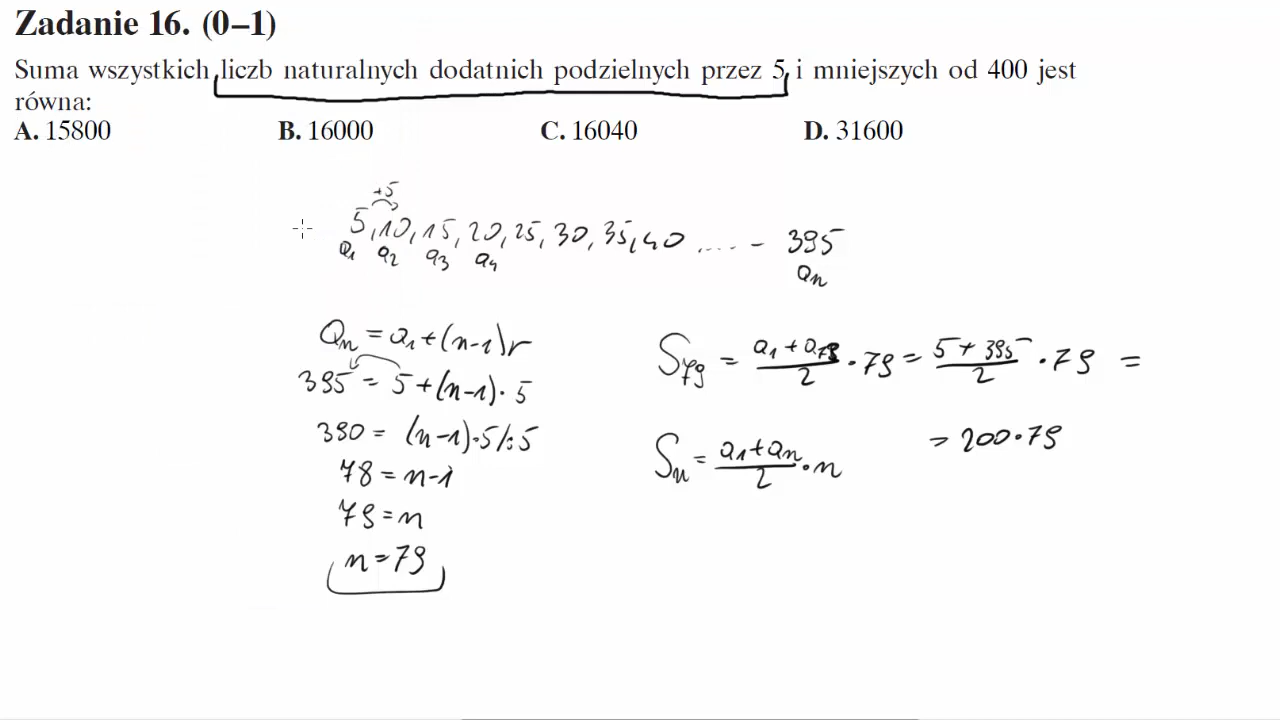 Zadanie 16. (0–1)
Suma wszystkich liczb naturalnych dodatnich podzielnych przez 5 i mniejszych od 400 jest
równa:
A. 15800 B. 16000 C. 16040 D. 31600
+5
5, 10, 15, 20, 25, 30, 35, 40 ..... - 395
a₁ a₂ a₃ a₄ aₙ
aₙ = a₁ + (n-1)r
395 = 5 + (n-1) · 5
390 = (n-1) · 5 /:5
78 = n-1
79 = n
n = 79
S₇₉ = (a₁ + a₇₉)/2 · 79 = (5 + 395)/2 · 79 =
= 200 · 79
Sₙ = (a₁ + aₙ)/2 · n